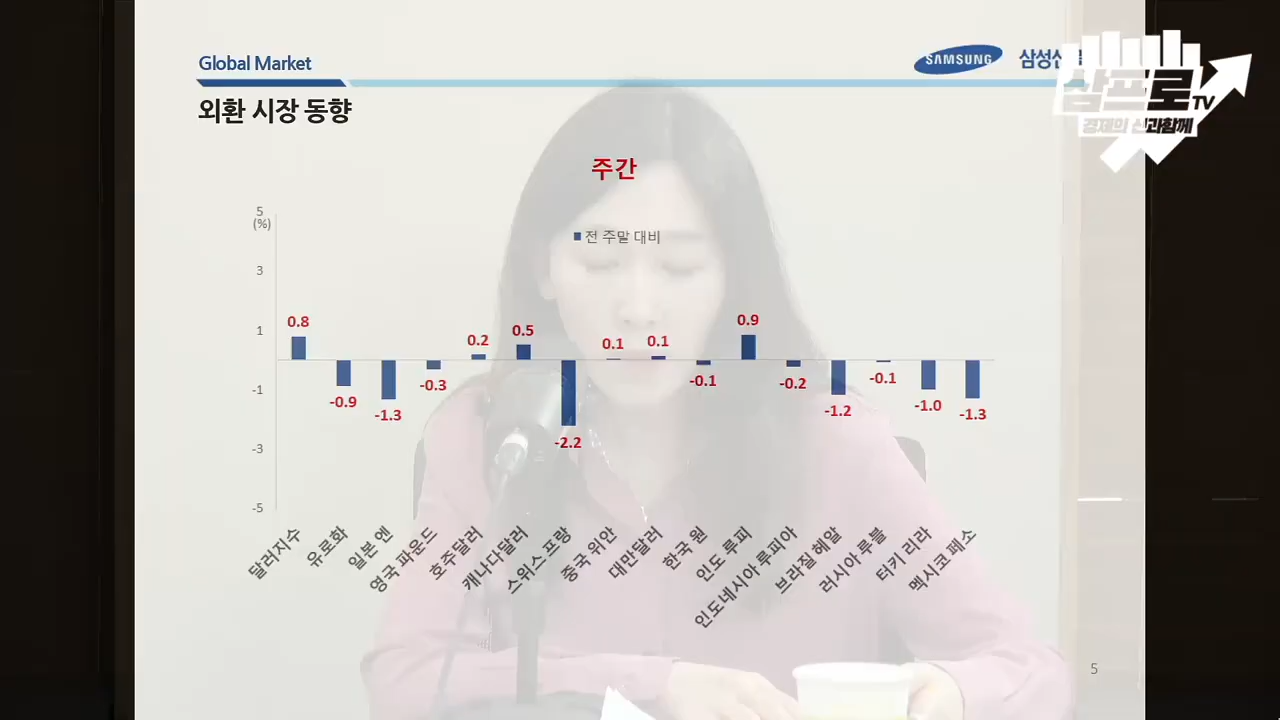 Global Market
SAMSUNG 삼성선물
삼프로TV
경제의 신과함께
외환 시장 동향
주간
5
(%)
전 주말 대비
3
1
-1
-3
-5
0.8
-0.9
-1.3
-0.3
0.2
0.5
-2.2
0.1
0.1
-0.1
0.9
-0.2
-1.2
-0.1
-1.0
-1.3
달러지수
유로화
일본 엔
영국 파운드
호주달러
캐나다달러
스위스 프랑
중국 위안
대만달러
한국 원
인도 루피
인도네시아 루피아
브라질 헤알
러시아 루블
터키 리라
멕시코 페소
5